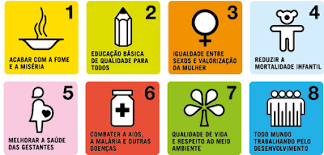 1
ACABAR COM A FOME
E A MISÉRIA
2
EDUCAÇÃO BÁSICA
DE QUALIDADE PARA
TODOS
3
IGUALDADE ENTRE
SEXOS E VALORIZAÇÃO
DA MULHER
4
REDUZIR A
MORTALIDADE INFANTIL
5
MELHORAR A SAÚDE
DAS GESTANTES
6
COMBATER A AIDS,
A MALÁRIA E OUTRAS
DOENÇAS
7
QUALIDADE DE VIDA
E RESPEITO AO MEIO
AMBIENTE
8
TODO MUNDO
TRABALHANDO PELO
DESENVOLVIMENTO